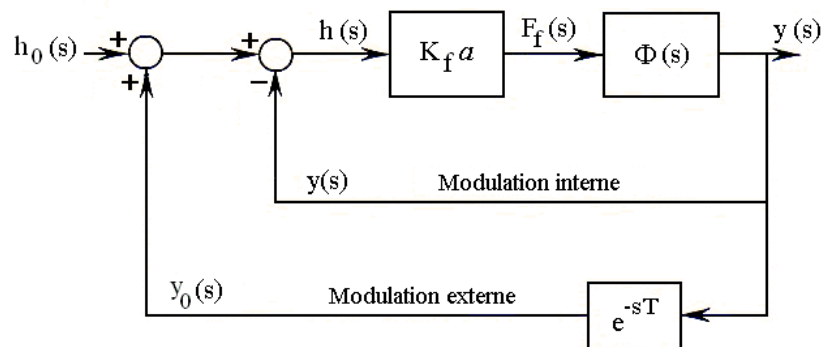 h₀(s)
+
+
+
−
h(s)
K_f a
F_f(s)
Φ(s)
y(s)
y(s)
Modulation interne
y₀(s)
Modulation externe
e^-sT